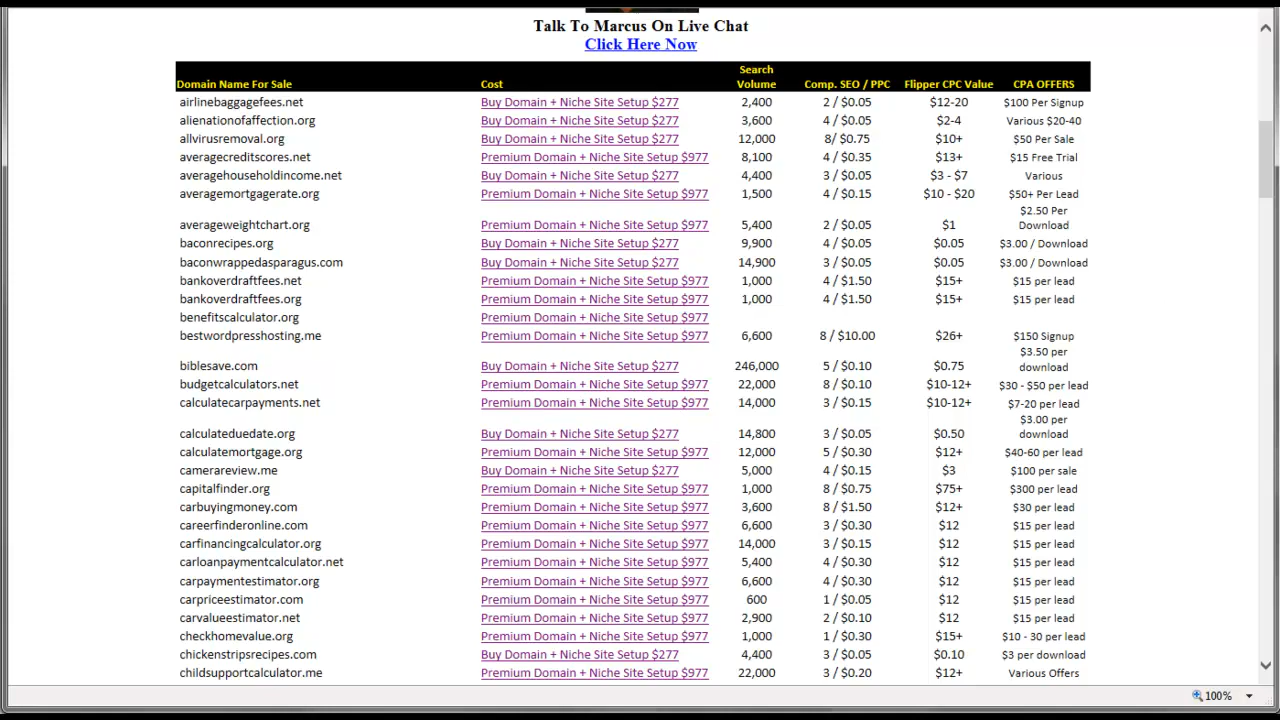 Talk To Marcus On Live Chat
Click Here Now
Domain Name For Sale Cost Search Volume Comp. SEO / PPC Flipper CPC Value CPA OFFERS
airlinebaggagefees.net Buy Domain + Niche Site Setup $277 2,400 2 / $0.05 $12-20 $100 Per Signup
alienationofaffection.org Buy Domain + Niche Site Setup $277 3,600 4 / $0.05 $2-4 Various $20-40
allvirusremoval.org Buy Domain + Niche Site Setup $277 12,000 8/ $0.75 $10+ $50 Per Sale
averagecreditscores.net Premium Domain + Niche Site Setup $977 8,100 4 / $0.35 $13+ $15 Free Trial
averagehouseholdincome.net Buy Domain + Niche Site Setup $277 4,400 3 / $0.05 $3 - $7 Various
averagemortgagerate.org Premium Domain + Niche Site Setup $977 1,500 4 / $0.15 $10 - $20 $50+ Per Lead
averageweightchart.org Premium Domain + Niche Site Setup $977 5,400 2 / $0.05 $1 $2.50 Per Download
baconrecipes.org Buy Domain + Niche Site Setup $277 9,900 4 / $0.05 $0.05 $3.00 / Download
baconwrappedasparagus.com Buy Domain + Niche Site Setup $277 14,900 3 / $0.05 $0.05 $3.00 / Download
bankoverdraftfees.net Premium Domain + Niche Site Setup $977 1,000 4 / $1.50 $15+ $15 per lead
bankoverdraftfees.org Premium Domain + Niche Site Setup $977 1,000 4 / $1.50 $15+ $15 per lead
benefitscalculator.org Premium Domain + Niche Site Setup $977
bestwordpresshosting.me Premium Domain + Niche Site Setup $977 6,600 8 / $10.00 $26+ $150 Signup
biblesave.com Buy Domain + Niche Site Setup $277 246,000 5 / $0.10 $0.75 $3.50 per download
budgetcalculators.net Premium Domain + Niche Site Setup $977 22,000 8 / $0.10 $10-12+ $30 - $50 per lead
calculatecarpayments.net Premium Domain + Niche Site Setup $977 14,000 3 / $0.15 $10-12+ $7-20 per lead
calculateduedate.org Buy Domain + Niche Site Setup $277 14,800 3 / $0.05 $0.50 $3.00 per download
calculatemortgage.org Premium Domain + Niche Site Setup $977 12,000 5 / $0.30 $12+ $40-60 per lead
camerareview.me Buy Domain + Niche Site Setup $277 5,000 4 / $0.15 $3 $100 per sale
capitalfinder.org Premium Domain + Niche Site Setup $977 1,000 8 / $0.75 $75+ $300 per lead
carbuyingmoney.com Premium Domain + Niche Site Setup $977 3,600 8 / $1.50 $12+ $30 per lead
careerfinderonline.com Premium Domain + Niche Site Setup $977 6,600 3 / $0.30 $12 $15 per lead
carfinancingcalculator.org Premium Domain + Niche Site Setup $977 14,000 3 / $0.15 $12 $15 per lead
carloanpaymentcalculator.net Premium Domain + Niche Site Setup $977 5,400 4 / $0.30 $12 $15 per lead
carpaymentestimator.org Premium Domain + Niche Site Setup $977 6,600 4 / $0.30 $12 $15 per lead
carpriceestimator.com Premium Domain + Niche Site Setup $977 600 1 / $0.05 $12 $15 per lead
carvalueestimator.net Premium Domain + Niche Site Setup $977 2,900 2 / $0.10 $12 $15 per lead
checkhomevalue.org Premium Domain + Niche Site Setup $977 1,000 1 / $0.30 $15+ $10 - 30 per lead
chickenstripsrecipes.com Buy Domain + Niche Site Setup $277 4,400 3 / $0.05 $0.10 $3 per download
childsupportcalculator.me Premium Domain + Niche Site Setup $977 22,000 3 / $0.20 $12+ Various Offers
100%